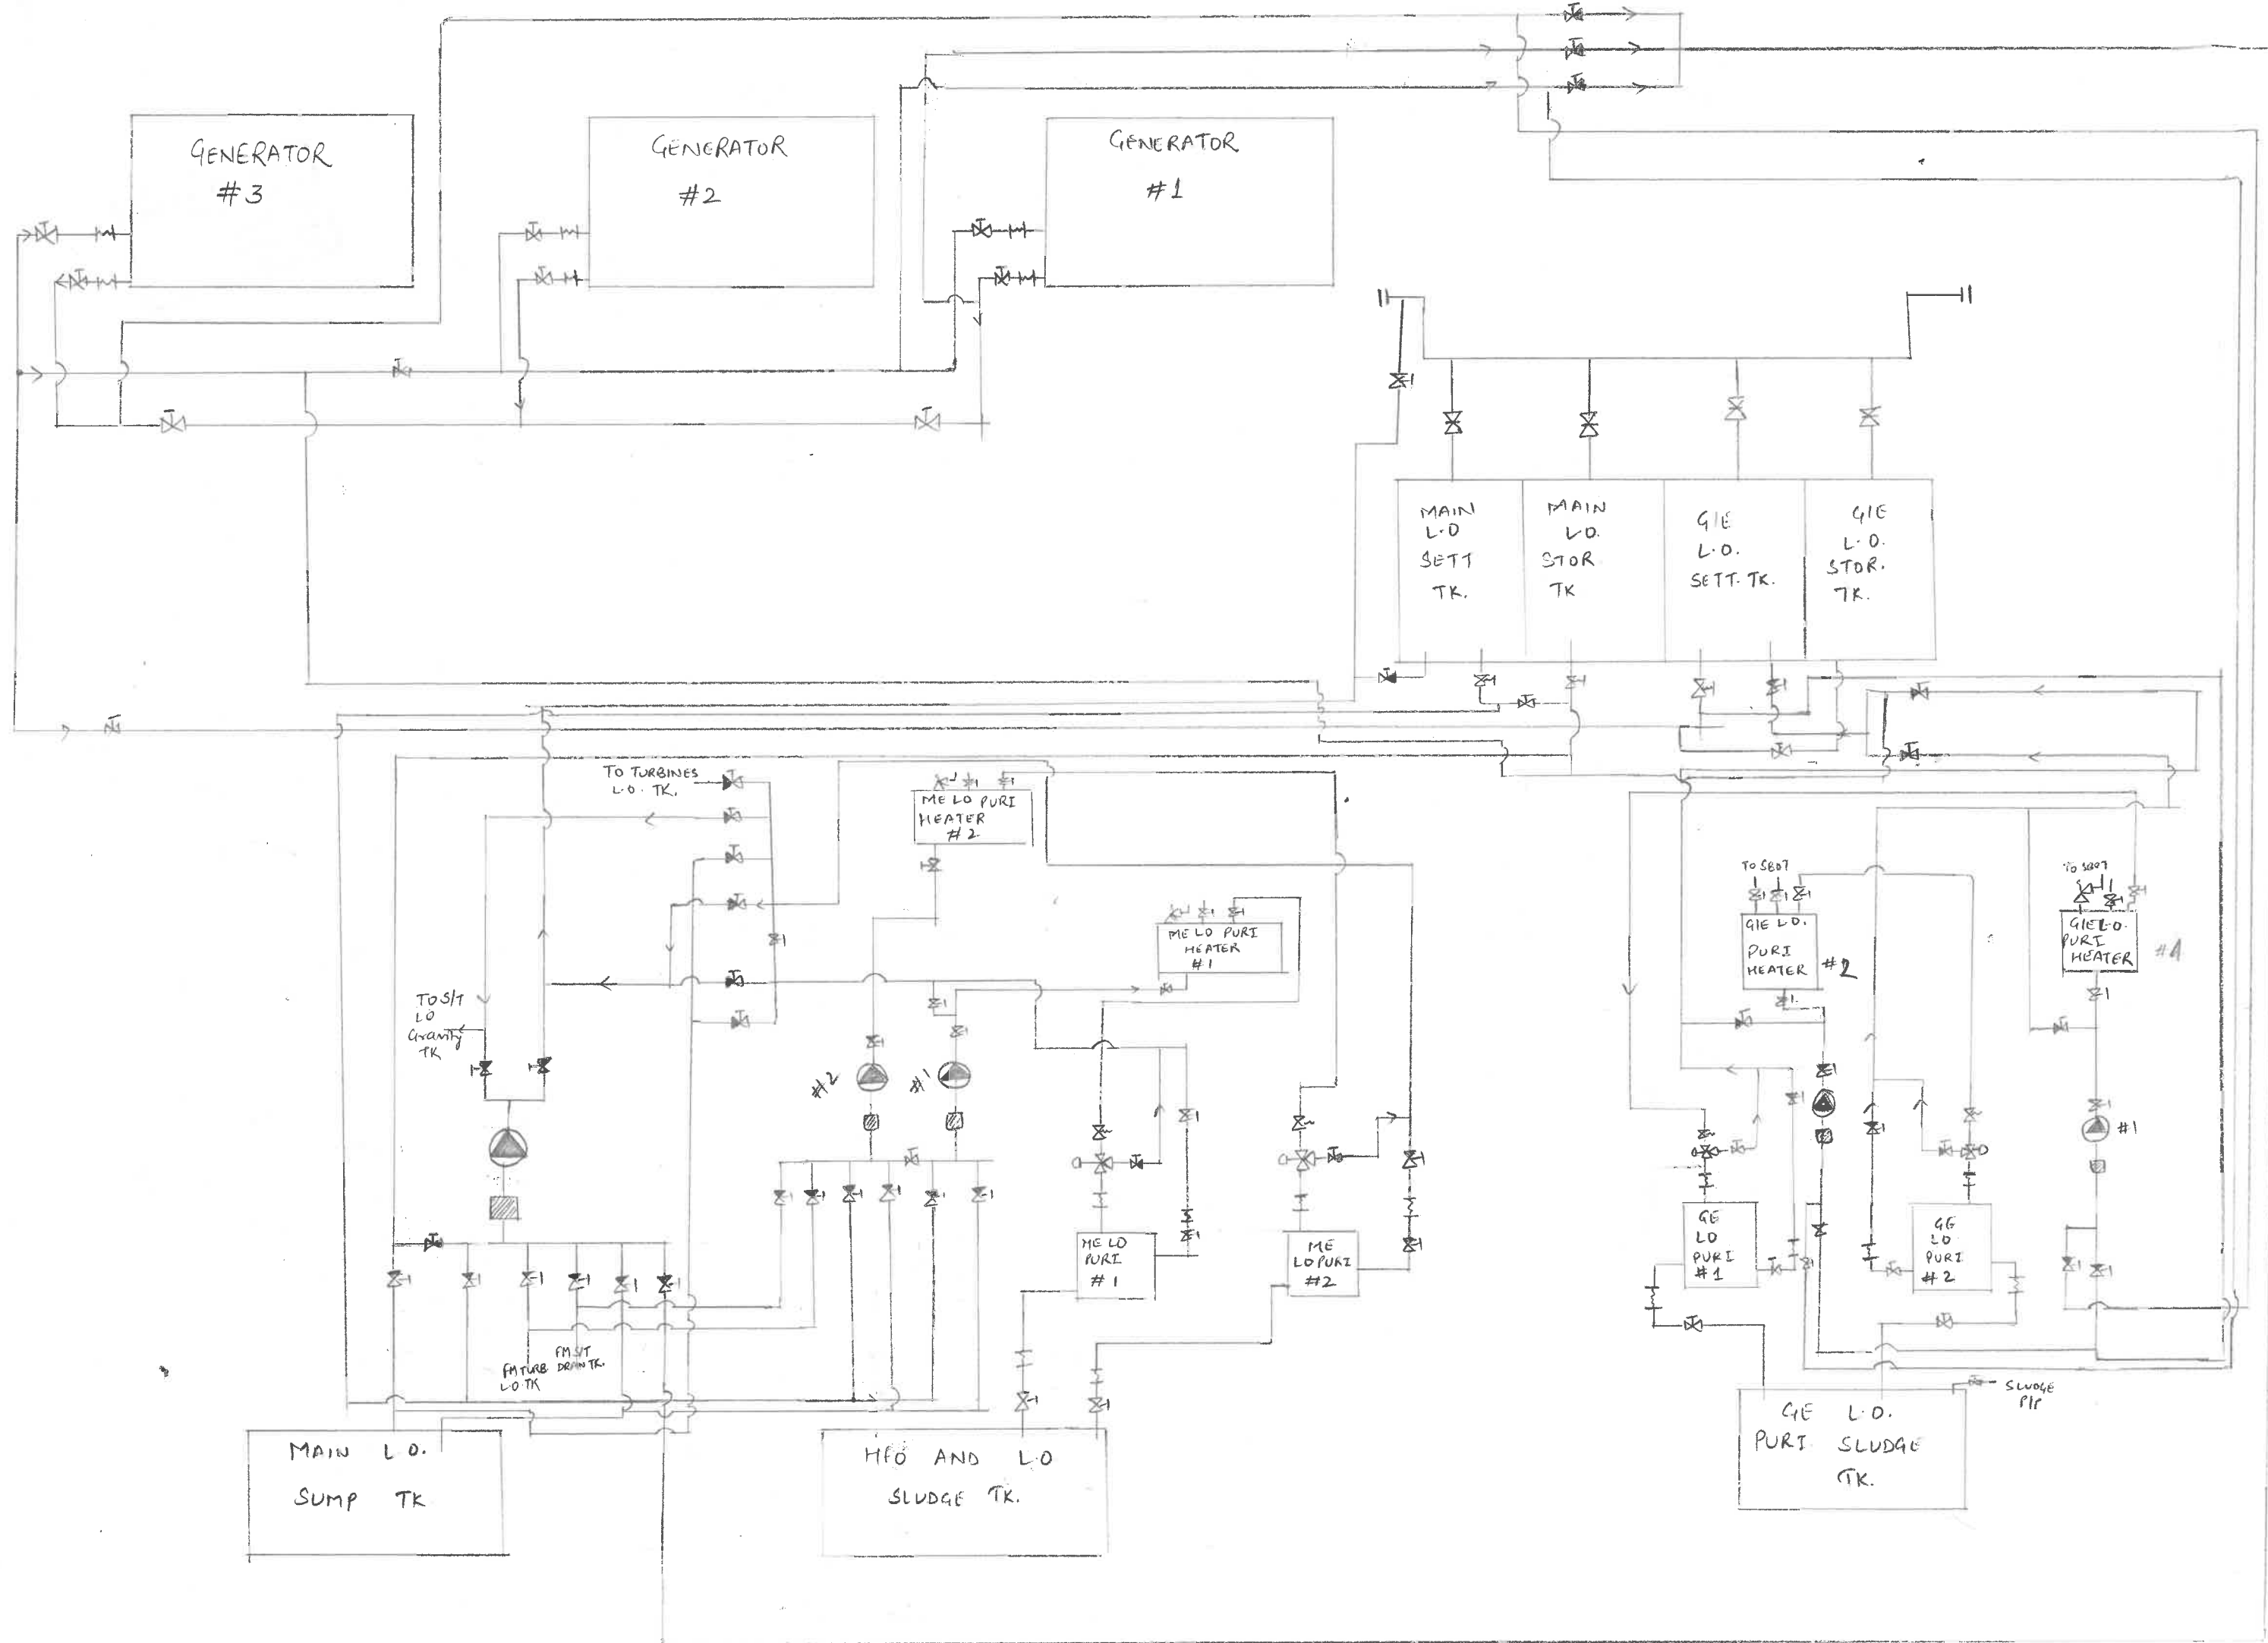 GENERATOR
#3
GENERATOR
#2
GENERATOR
#1
MAIN
L.O
SETT
TK.
MAIN
L.O.
STOR
TK
G/E
L.O.
SETT. TK.
G/E
L.O.
STOR.
TK.
TO TURBINES
L.O. TK.
ME LO PURI
HEATER
#2
ME LO PURI
HEATER
#1
TO SBOT
G/E L.O.
PURI
HEATER
#2
TO SBOT
G/E L.O.
PURI
HEATER
#1
TO S/T
LO
Gravity
TK
#2
#1
#1
ME LO
PURI
#1
ME
LO PURI
#2
GE
LO
PURI
#1
GE
LO
PURI
#2
FM S/T
DRAIN TK.
FM TURB
L.O.TK
SLUDGE
P/P
MAIN L.O.
SUMP TK
HFO AND L.O
SLUDGE TK.
GE L.O.
PURI SLUDGE
TK.